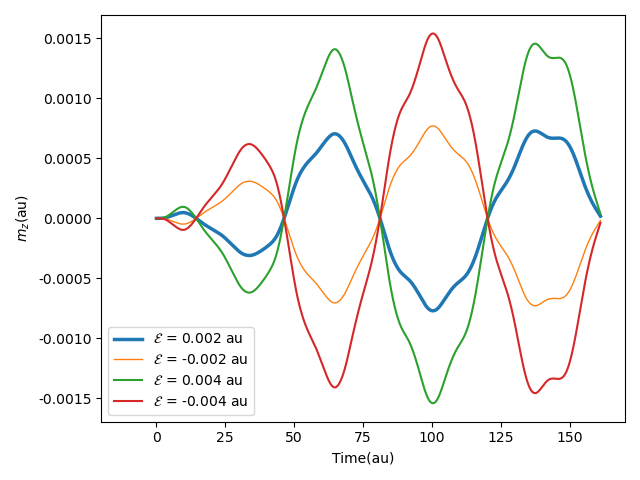 0.0015
0.0010
0.0005
0.0000
-0.0005
-0.0010
-0.0015
m_z(au)
ℰ = 0.002 au
ℰ = -0.002 au
ℰ = 0.004 au
ℰ = -0.004 au
0 25 50 75 100 125 150
Time(au)